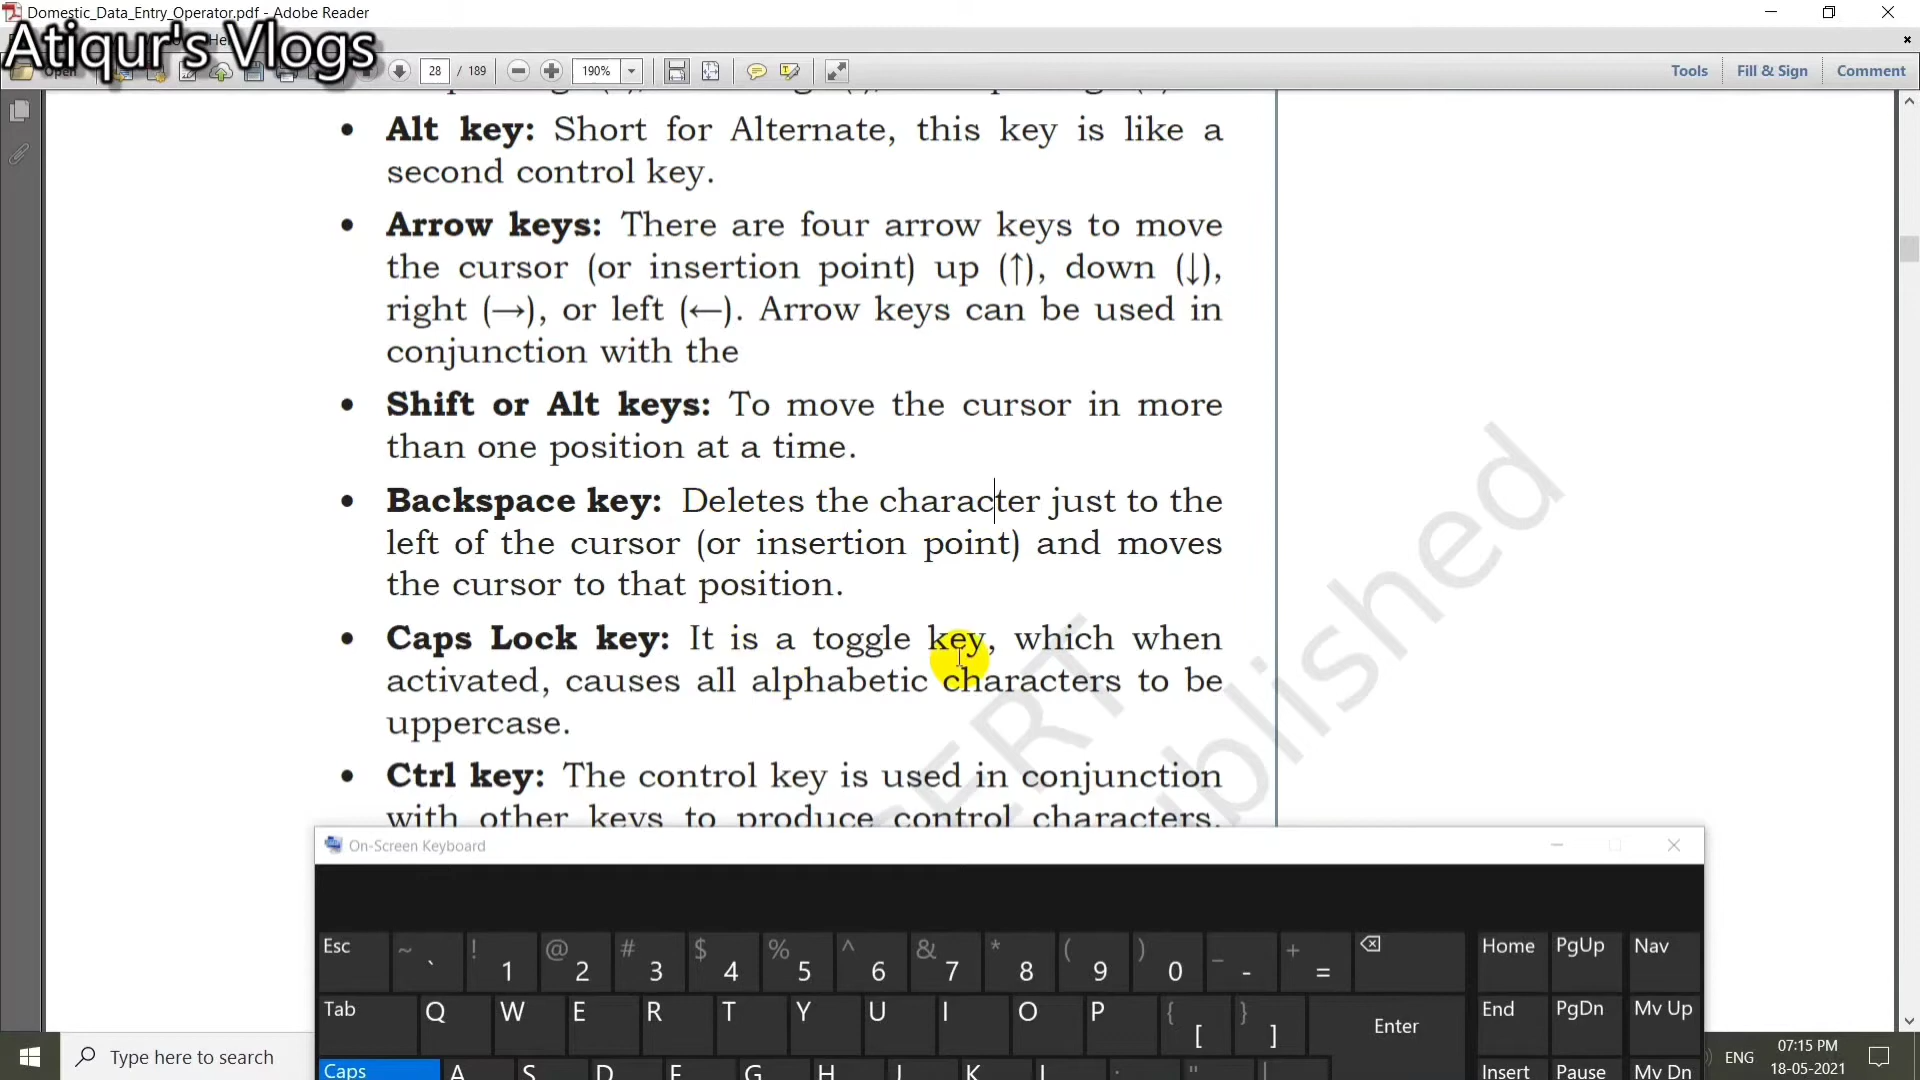 Domestic_Data_Entry_Operator.pdf - Adobe Reader
Atiqur's Vlogs
Open
28 / 189
190%
Tools
Fill & Sign
Comment
• Alt key: Short for Alternate, this key is like a
second control key.
• Arrow keys: There are four arrow keys to move
the cursor (or insertion point) up (↑), down (↓),
right (→), or left (←). Arrow keys can be used in
conjunction with the
• Shift or Alt keys: To move the cursor in more
than one position at a time.
• Backspace key: Deletes the character just to the
left of the cursor (or insertion point) and moves
the cursor to that position.
• Caps Lock key: It is a toggle key, which when
activated, causes all alphabetic characters to be
uppercase.
• Ctrl key: The control key is used in conjunction
with other keys to produce control characters.
On-Screen Keyboard
Esc ~ ` ! 1 @ 2 # 3 $ 4 % 5 ^ 6 & 7 * 8 ( 9 ) 0 _ - + = Home PgUp Nav
Tab Q W E R T Y U I O P { [ } ] Enter End PgDn Mv Up
Caps A S D F G H J K L Insert Pause Mv Dn
Type here to search
ENG
07:15 PM
18-05-2021